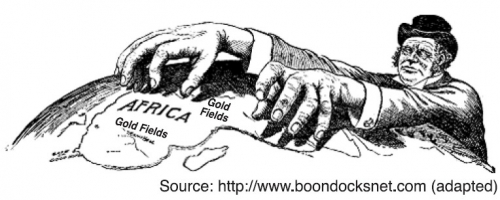 AFRICA
Gold
Fields
Gold Fields
Source: http://www.boondocksnet.com (adapted)